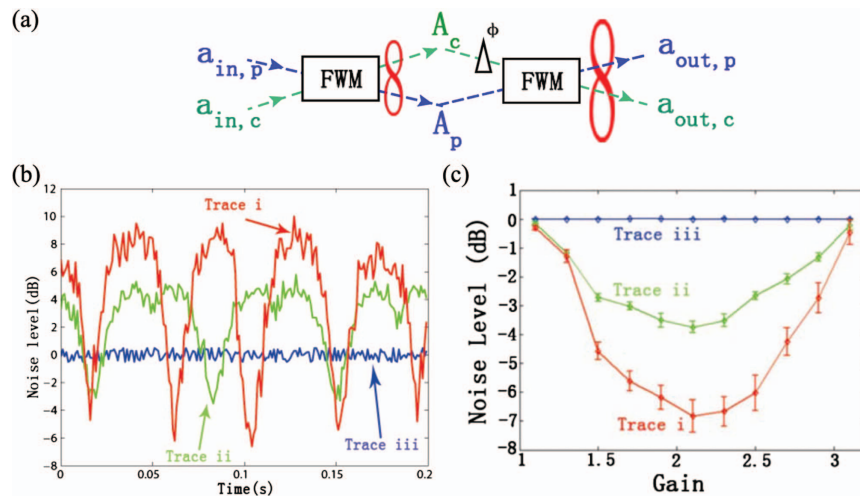 (a)
a_in,p
a_in,c
FWM
A_c
A_p
ϕ
FWM
a_out,p
a_out,c
(b)
Noise level(dB)
12
10
8
6
4
2
0
-2
-4
-6
-8
0
0.05
0.1
0.15
0.2
Time(s)
Trace i
Trace ii
Trace iii
(c)
Noise Level (dB)
1
0
-1
-2
-3
-4
-5
-6
-7
-8
1
1.5
2
2.5
3
Gain
Trace iii
Trace ii
Trace i